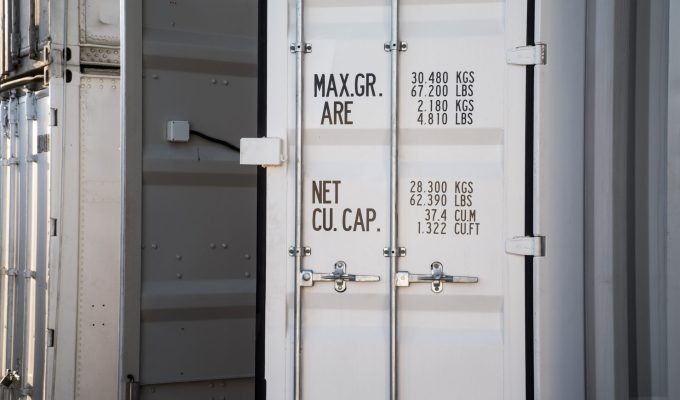 MAX.GR. 30.480 KGS
67.200 LBS
ARE 2.180 KGS
4.810 LBS
NET 28.300 KGS
62.390 LBS
CU. CAP. 37.4 CU.M
1.322 CU.FT